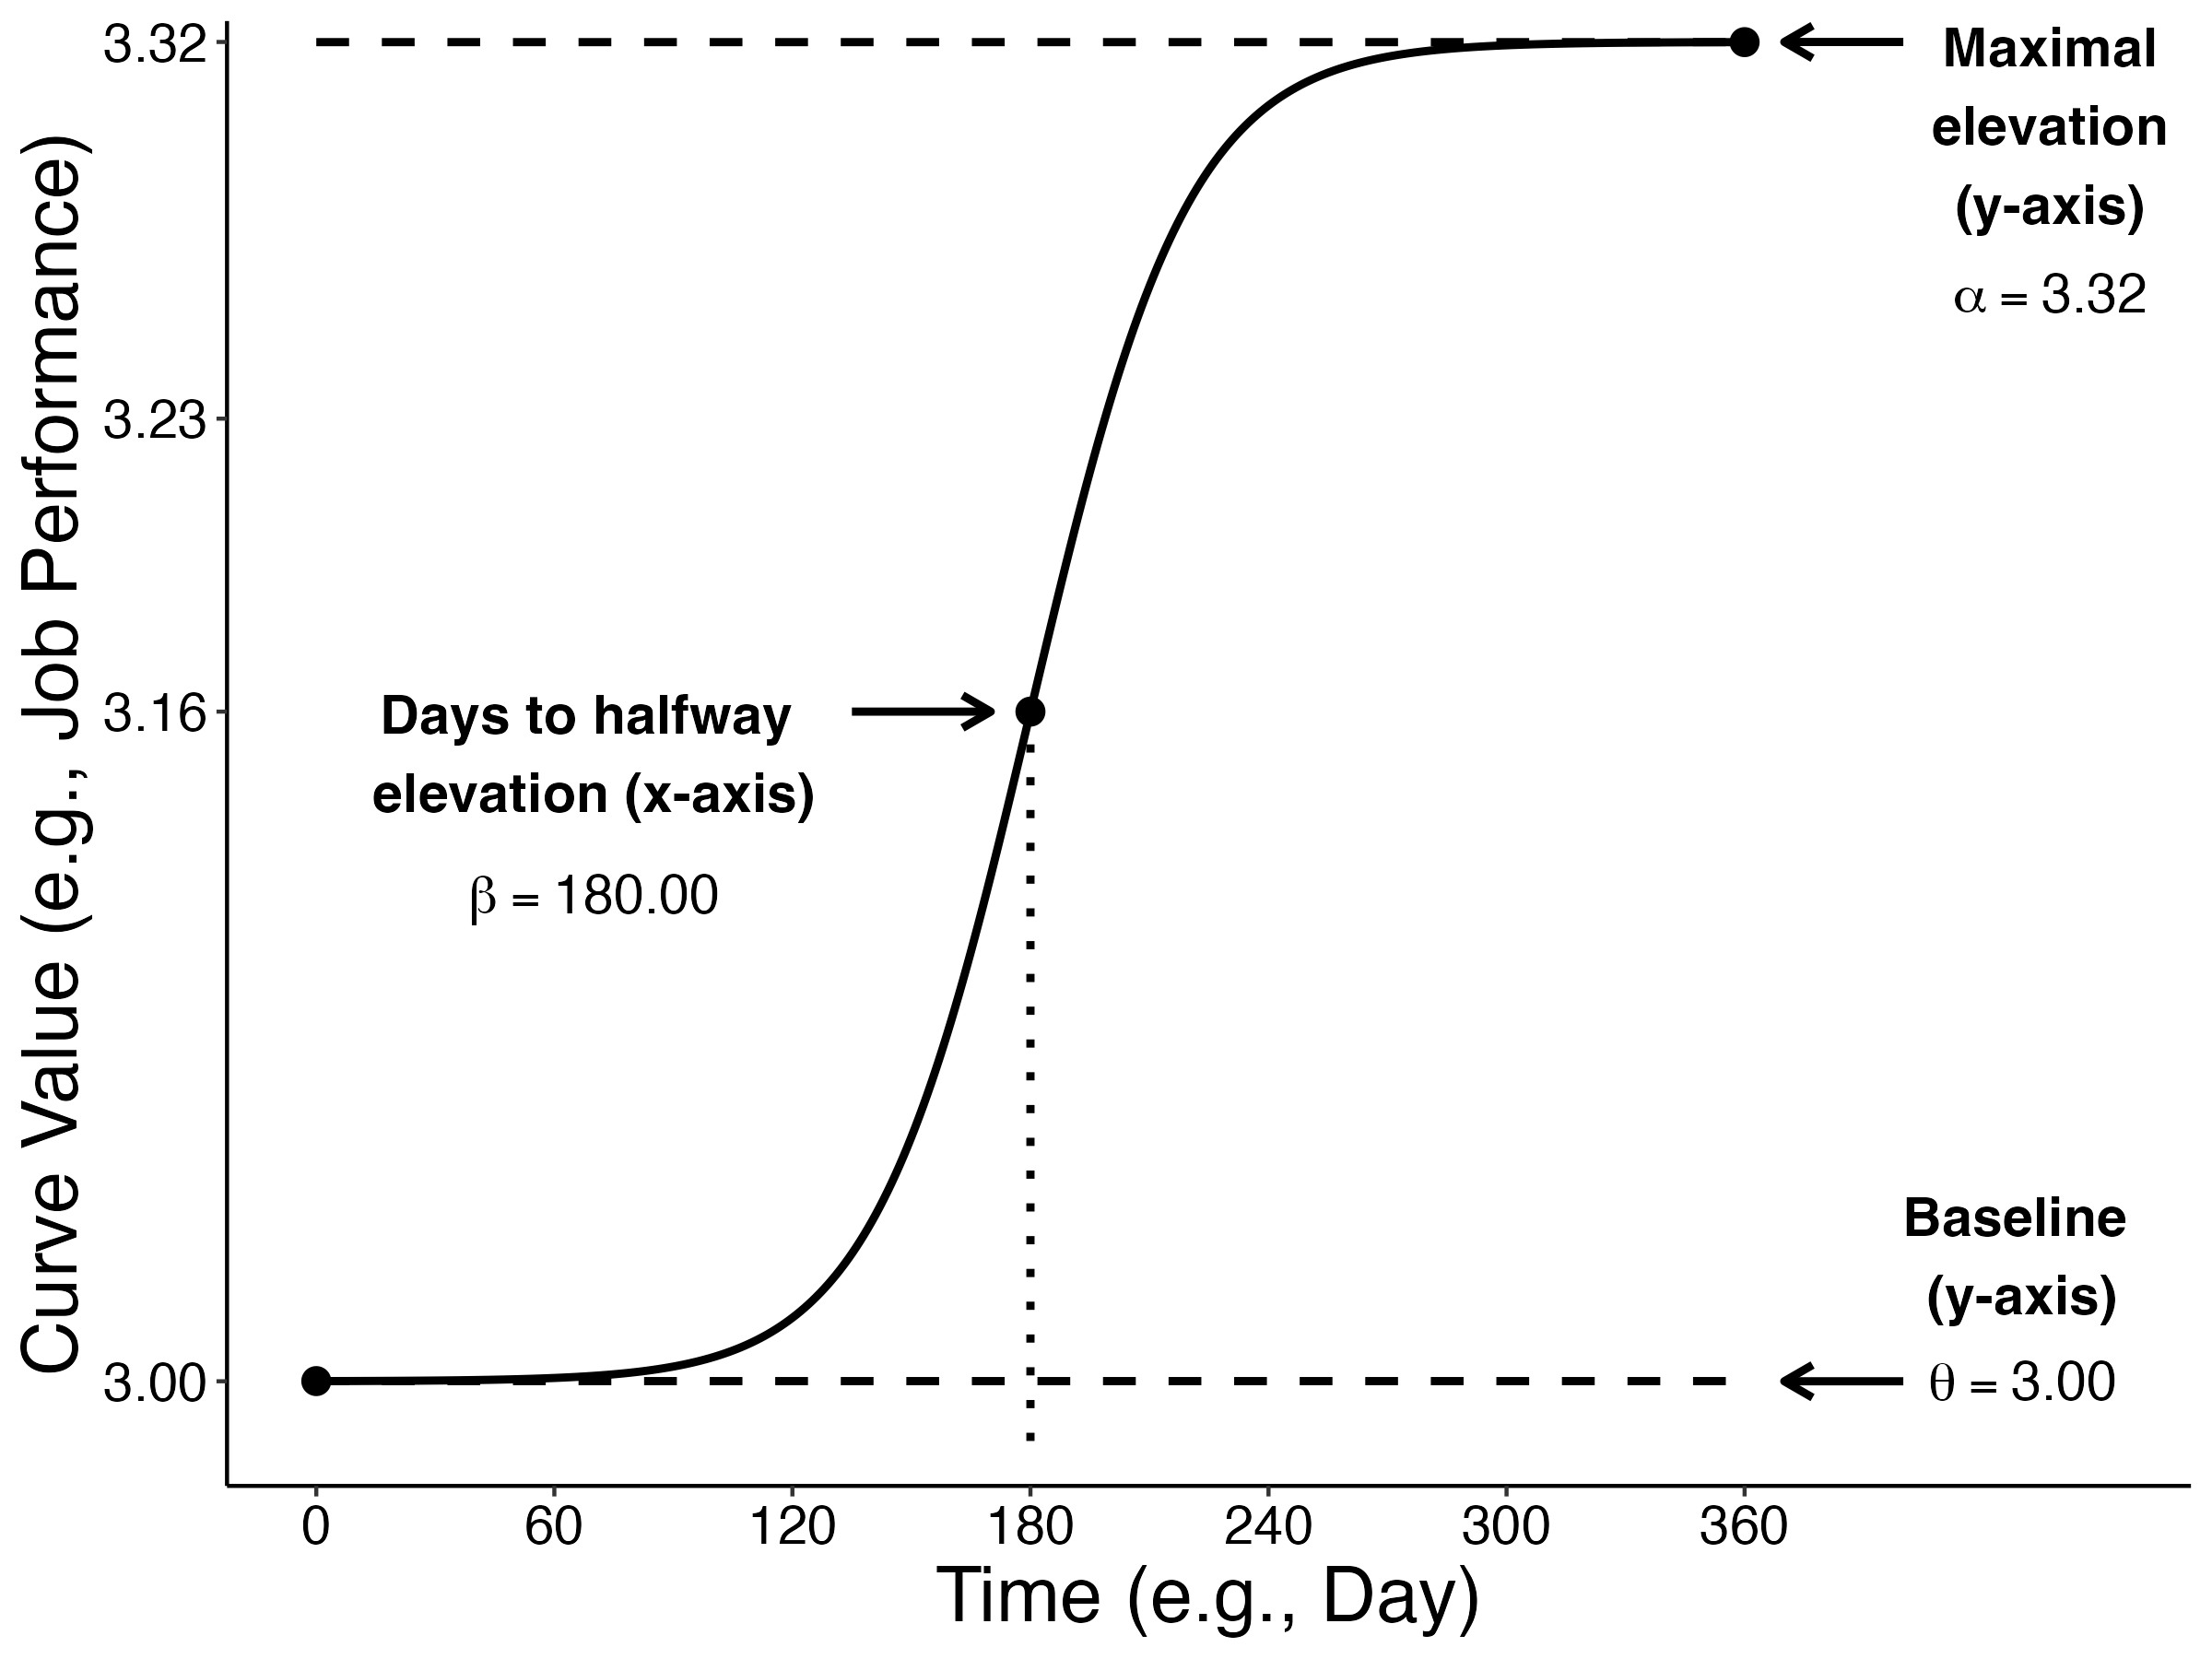 Curve Value (e.g., Job Performance)
3.32
3.23
3.16
3.00
Maximal
elevation
(y-axis)
α = 3.32
Days to halfway
elevation (x-axis)
β = 180.00
Baseline
(y-axis)
θ = 3.00
0 60 120 180 240 300 360
Time (e.g., Day)